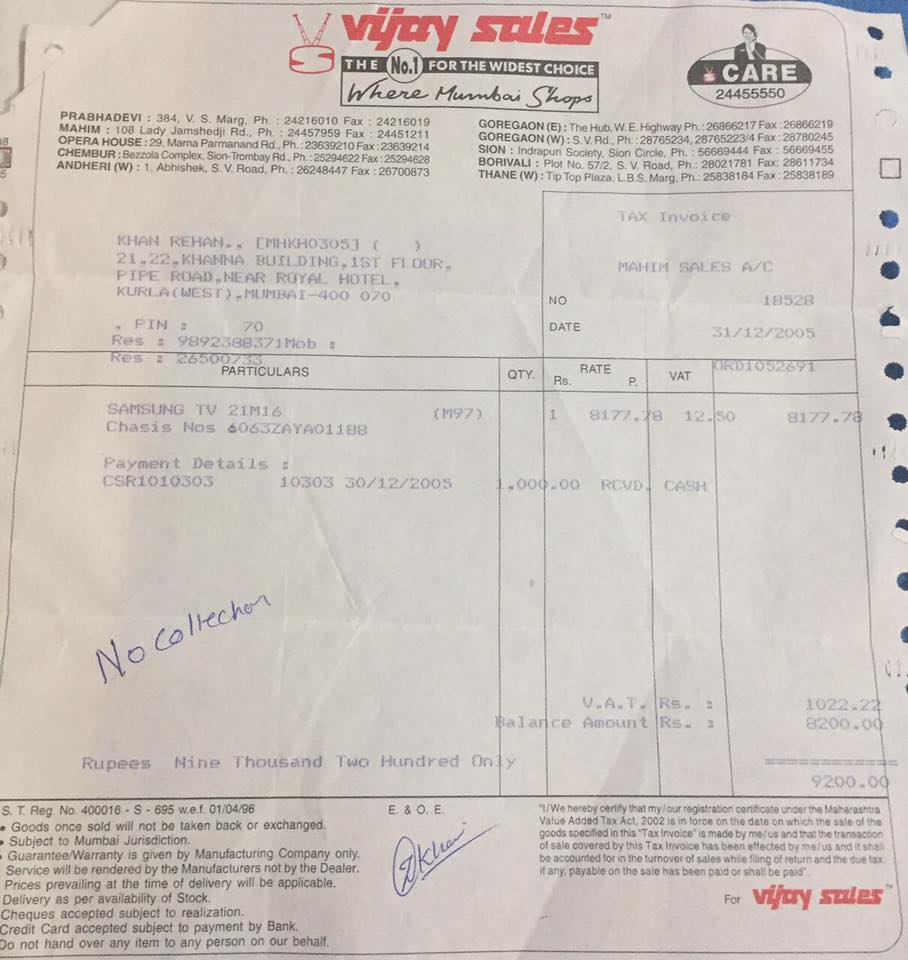 vijay sales™
THE No.1 FOR THE WIDEST CHOICE
Where Mumbai Shops
CARE
24455550
PRABHADEVI : 384, V. S. Marg, Ph. : 24216010 Fax : 24216019
MAHIM : 108 Lady Jamshedji Rd., Ph. : 24457959 Fax : 24451211
OPERA HOUSE : 29, Mama Parmanand Rd., Ph : 23639210 Fax : 23639214
CHEMBUR : Bezzola Complex, Sion-Trombay Rd., Ph : 25294622 Fax : 25294628
ANDHERI (W) : 1, Abhishek, S. V. Road, Ph. : 26248447 Fax : 26700873
GOREGAON (E) : The Hub, W. E. Highway Ph. : 26866217 Fax : 26866219
GOREGAON (W) : S. V. Rd., Ph. : 28765234, 28765223/4 Fax : 28780245
SION : Indrapuri Society, Sion Circle, Ph. : 56669444 Fax : 56669455
BORIVALI : Plot No. 57/2, S. V. Road, Ph. : 28021781 Fax : 28611734
THANE (W) : Tip Top Plaza, L.B.S. Marg, Ph. : 25838184 Fax : 25838189
TAX Invoice
KHAN REHAN., [MHKH0305] ( )
21,22,KHANNA BUILDING,1ST FLOOR,
PIPE ROAD,NEAR ROYAL HOTEL,
KURLA(WEST),MUMBAI-400 070
MAHIM SALES A/C
NO 18528
, PIN : 70
DATE 31/12/2005
Res : 9892388371Mob :
Res : 26500733
ORD1052691
PARTICULARS QTY. RATE Rs. P. VAT
SAMSUNG TV 21M16 (M97) 1 8177.78 12.50 8177.78
Chasis Nos 6063ZAYA01188
Payment Details :
CSR1010303 10303 30/12/2005 1,000.00 RCVD. CASH
No Collection
V.A.T. Rs. : 1022.22
Balance Amount Rs. : 8200.00
Rupees Nine Thousand Two Hundred Only
9200.00
S. T. Reg. No. 400016 - S - 695 w.e.f. 01/04/96
• Goods once sold will not be taken back or exchanged.
• Subject to Mumbai Jurisdiction.
Guarantee/Warranty is given by Manufacturing Company only.
Service will be rendered by the Manufacturers not by the Dealer.
Prices prevailing at the time of delivery will be applicable.
Delivery as per availability of Stock.
Cheques accepted subject to realization.
Credit Card accepted subject to payment by Bank.
Do not hand over any item to any person on our behalf.
E. & O. E.
Khan
"I/We hereby certify that my/our registration certificate under the Maharashtra
Value Added Tax Act, 2002 is in force on the date on which the sale of the
goods specified in this "Tax Invoice" is made by me/us and that the transaction
of sale covered by this Tax Invoice has been effected by me/us and it shall
be accounted for in the turnover of sales while filing of return and the due tax,
if any, payable on the sale has been paid or shall be paid".
For vijay sales™